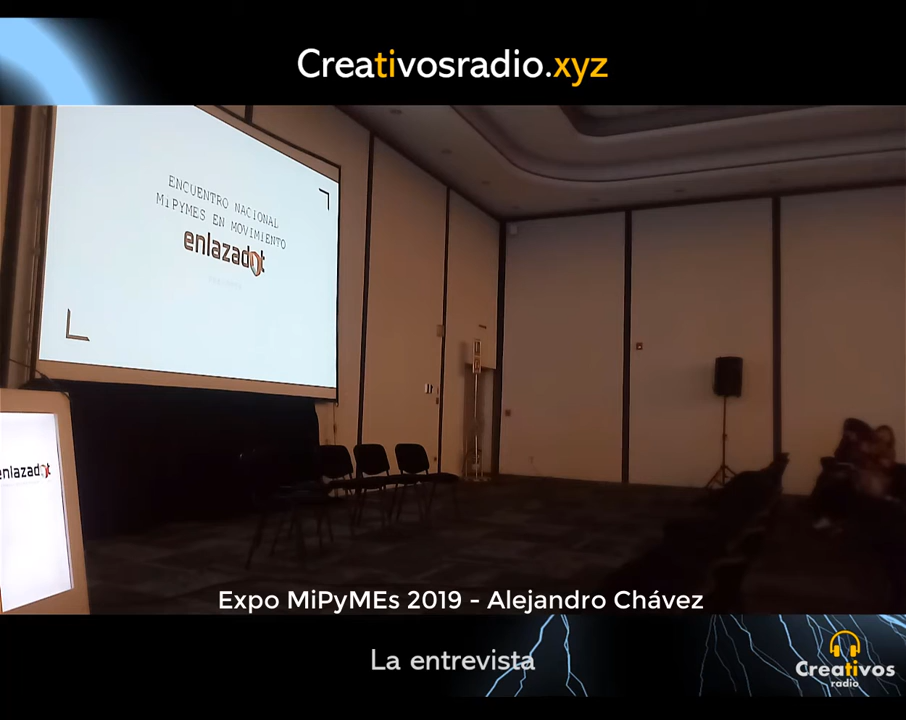 Creativosradio.xyz
ENCUENTRO NACIONAL
MiPYMES EN MOVIMIENTO
enlazadot
enlazadot
Expo MiPyMEs 2019 - Alejandro Chávez
La entrevista
Creativos
radio